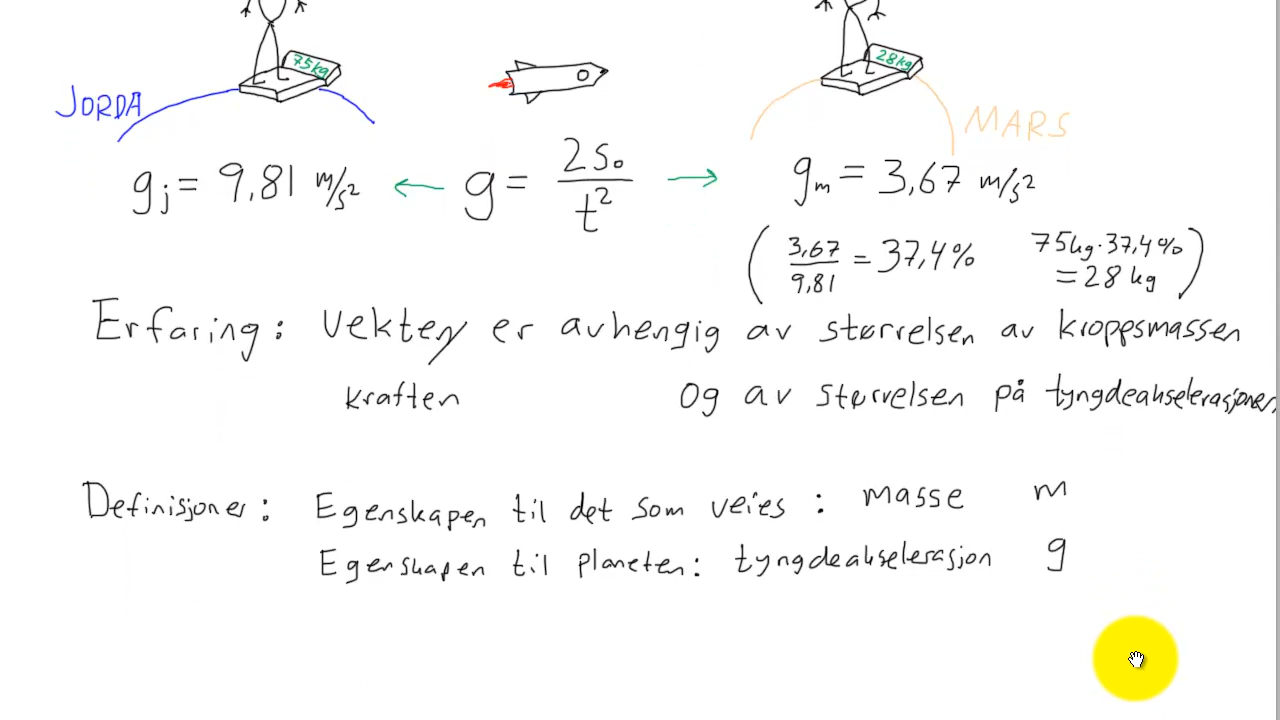 75kg
28kg
JORDA
MARS
gⱼ = 9,81 m/s² ← g = 2s₀/t² → gₘ = 3,67 m/s²
( 3,67/9,81 = 37,4% 75kg · 37,4% = 28 kg )
Erfaring: Vekten er avhengig av størrelsen av kroppsmassen
kraften og av størrelsen på tyngdeakselerasjonen
Definisjoner: Egenskapen til det som veies : masse m
Egenskapen til planeten: tyngdeakselerasjon g